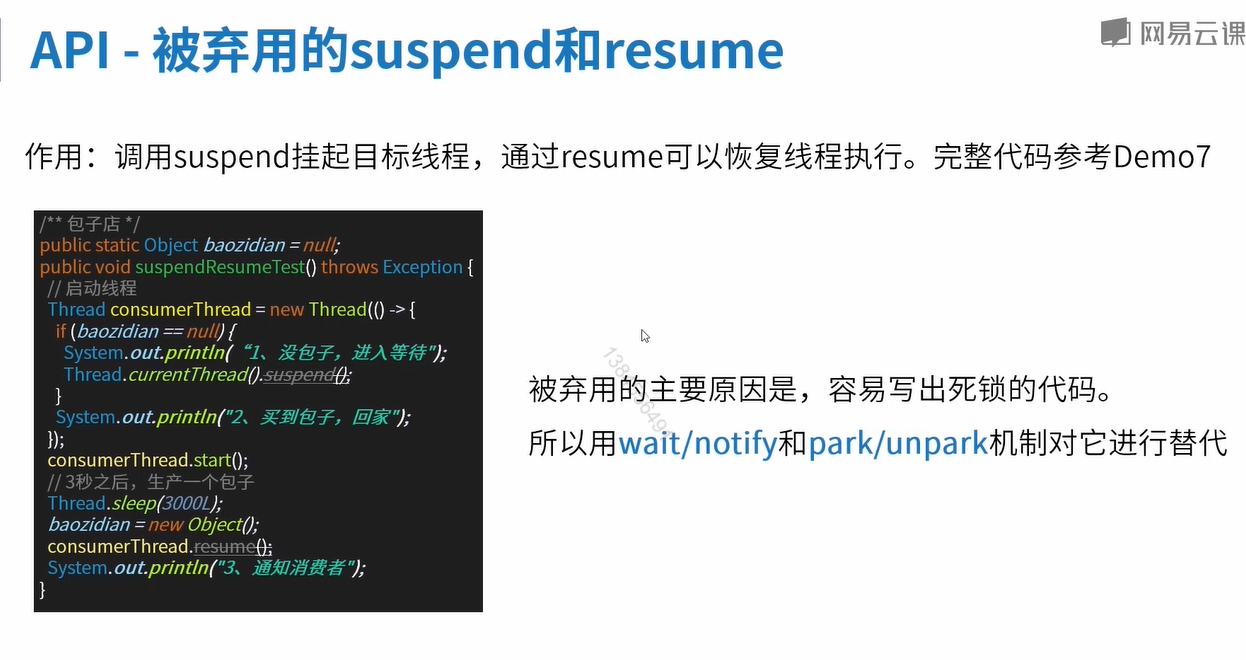 API - 被弃用的suspend和resume
网易云课
作用：调用suspend挂起目标线程，通过resume可以恢复线程执行。完整代码参考Demo7
/** 包子店 */
public static Object baozidian = null;
public void suspendResumeTest() throws Exception {
// 启动线程
Thread consumerThread = new Thread(() -> {
if (baozidian == null) {
System.out.println( “1、没包子，进入等待");
Thread.currentThread().suspend();
}
System.out.println("2、买到包子，回家");
});
consumerThread.start();
// 3秒之后，生产一个包子
Thread.sleep(3000L);
baozidian = new Object();
consumerThread.resume();
System.out.println("3、通知消费者");
}
被弃用的主要原因是，容易写出死锁的代码。
所以用wait/notify和park/unpark机制对它进行替代